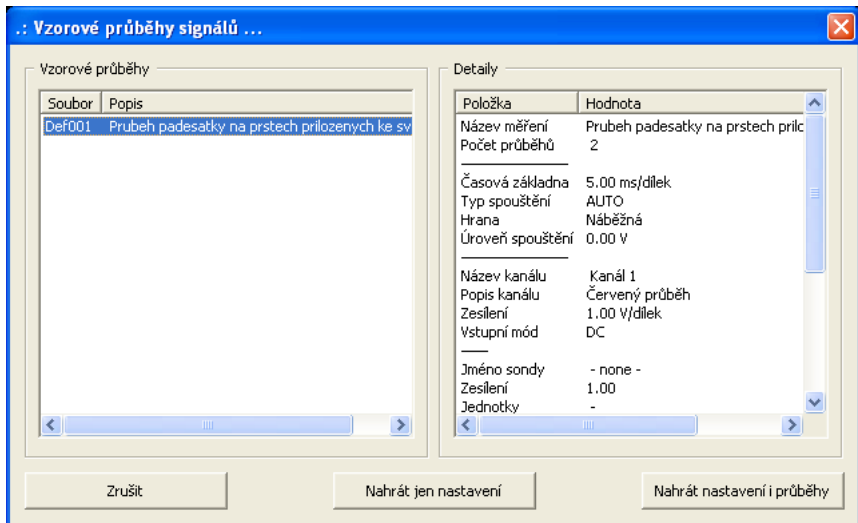 .: Vzorové průběhy signálů ...
Vzorové průběhy
Soubor Popis
Def001 Prubeh padesatky na prstech prilozenych ke sv
Detaily
Položka Hodnota
Název měření Prubeh padesatky na prstech prilo
Počet průběhů 2
Časová základna 5.00 ms/dílek
Typ spouštění AUTO
Hrana Náběžná
Úroveň spouštění 0.00 V
Název kanálu Kanál 1
Popis kanálu Červený průběh
Zesílení 1.00 V/dílek
Vstupní mód DC
Jméno sondy - none -
Zesílení 1.00
Jednotky -
Zrušit
Nahrát jen nastavení
Nahrát nastavení i průběhy